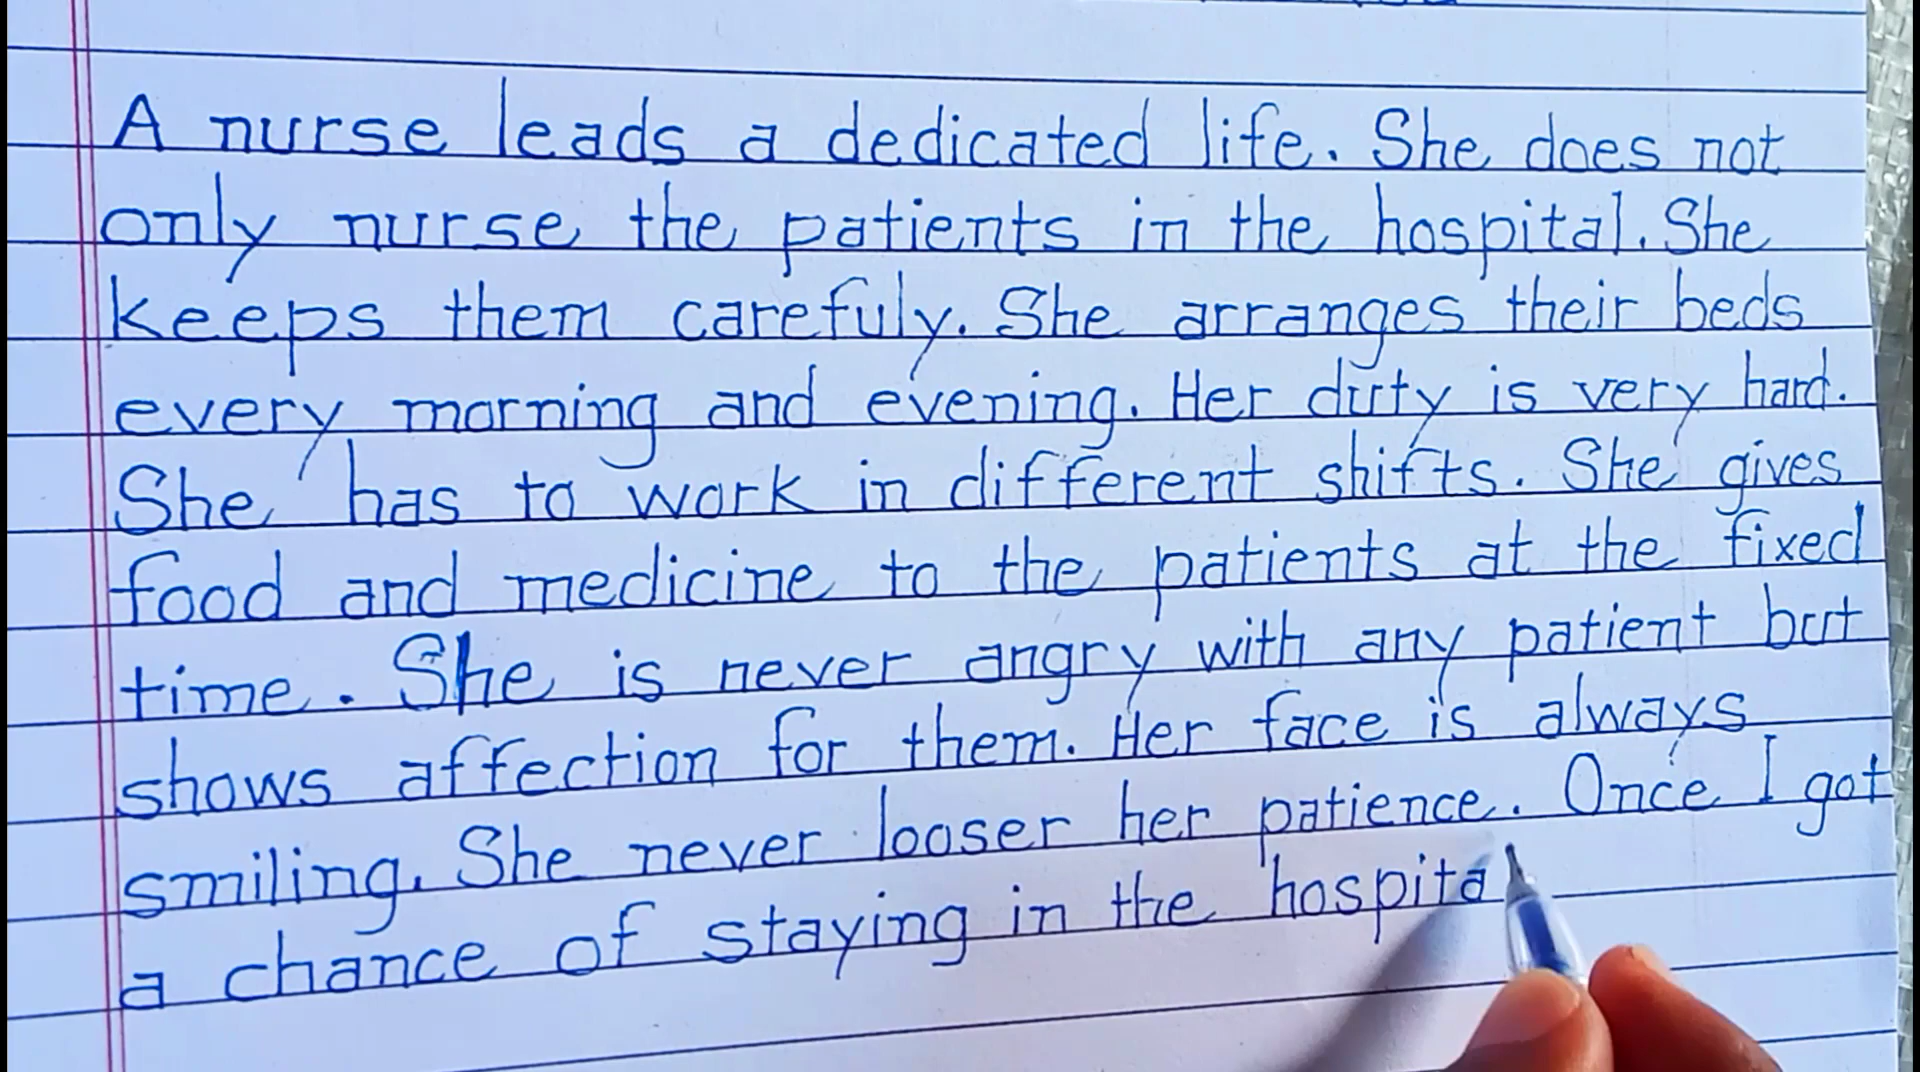 A nurse leads a dedicated life. She does not
only nurse the patients in the hospital. She
keeps them carefuly. She arranges their beds
every morning and evening. Her duty is very hard.
She has to work in different shifts. She gives
food and medicine to the patients at the fixed
time. She is never angry with any patient but
shows affection for them. Her face is always
smiling. She never looser her patience. Once I got
a chance of staying in the hospita